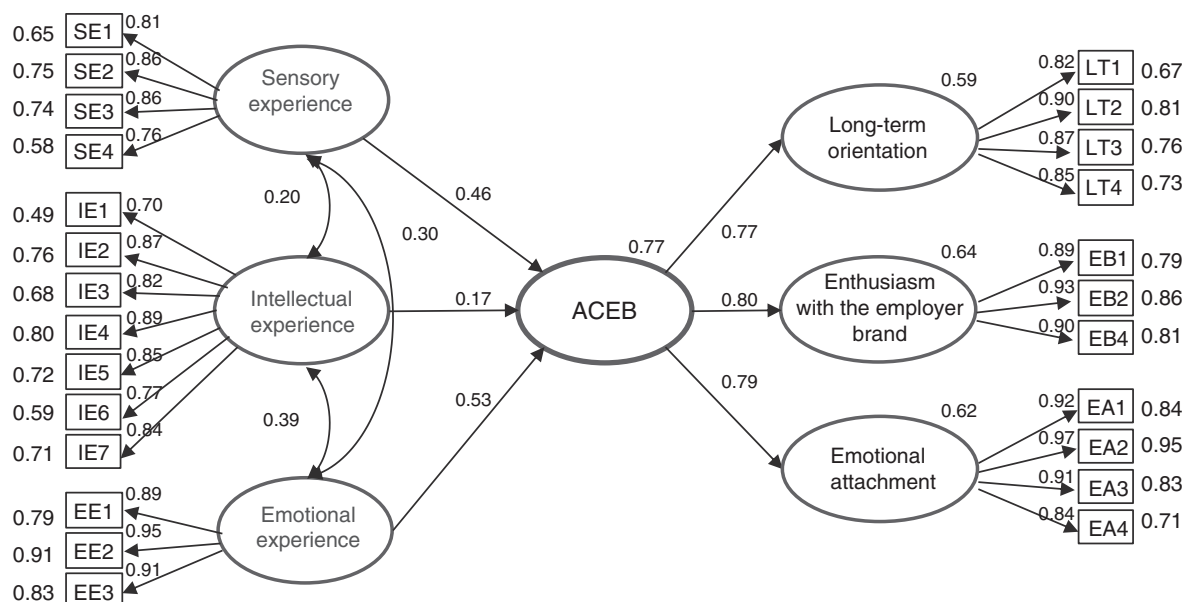 0.65 SE1 0.81
0.75 SE2 0.86
0.74 SE3 0.86
0.58 SE4 0.76
Sensory
experience
0.49 IE1 0.70
0.76 IE2 0.87
0.68 IE3 0.82
0.80 IE4 0.89
0.72 IE5 0.85
0.59 IE6 0.77
0.71 IE7 0.84
Intellectual
experience
0.79 EE1 0.89
0.91 EE2 0.95
0.83 EE3 0.91
Emotional
experience
0.20
0.30
0.39
0.46
0.17
0.53
0.77
ACEB
0.77
0.80
0.79
0.59
Long-term
orientation
0.82 LT1 0.67
0.90 LT2 0.81
0.87 LT3 0.76
0.85 LT4 0.73
0.64
Enthusiasm
with the employer
brand
0.89 EB1 0.79
0.93 EB2 0.86
0.90 EB4 0.81
0.62
Emotional
attachment
0.92 EA1 0.84
0.97 EA2 0.95
0.91 EA3 0.83
0.84 EA4 0.71